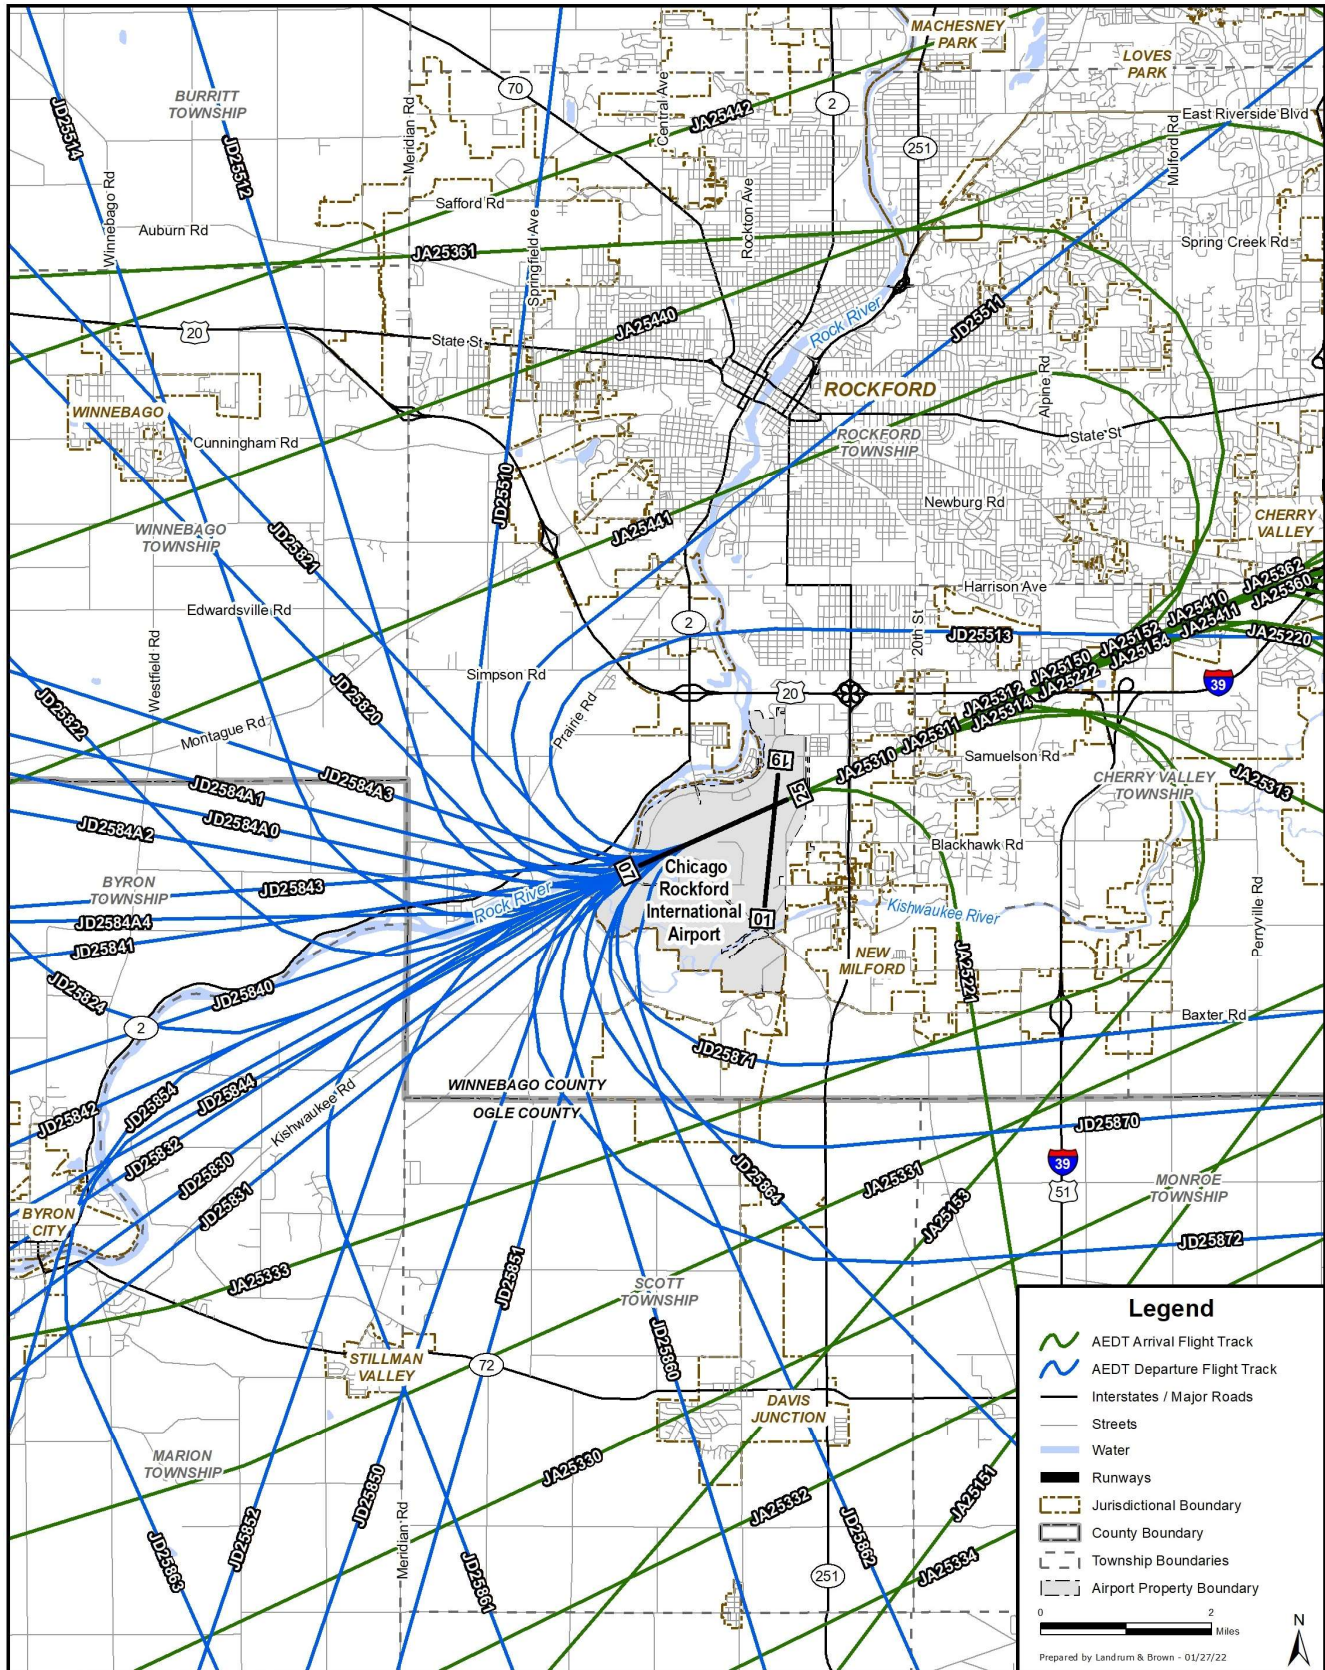 MACHESNEY
PARK
LOVES
PARK
70
2
BURRITT
TOWNSHIP
Meridian Rd
Central Ave
JA25442
East Riverside Blvd
JD25514
JD25512
251
Mulford Rd
Winnebago Rd
Safford Rd
Rockton Ave
Auburn Rd
Springfield Ave
Spring Creek Rd
JA25361
20
JA25440
State St
Rock River
JD25511
WINNEBAGO
ROCKFORD
Alpine Rd
Cunningham Rd
ROCKFORD
TOWNSHIP
State St
JD25510
Newburg Rd
CHERRY
VALLEY
WINNEBAGO
TOWNSHIP
JD25821
JA25441
Harrison Ave
JA25362
JA25360
Edwardsville Rd
2
JA25410
JA25411
20th St
JD25513
JA25152
JA25154
JA25220
Westfield Rd
Simpson Rd
JA25150
JA25222
39
JD25822
JD25820
20
JA25312
JA25314
Prairie Rd
Montague Rd
JA25311
Samuelson Rd
19
JA25310
JD2584A3
JD2584A1
25
CHERRY VALLEY
TOWNSHIP
JA25313
JD2584A2
JD2584A0
Blackhawk Rd
07
Chicago
Rockford
International
Airport
BYRON
TOWNSHIP
JD25843
Rock River
01
Kishwaukee River
JD2584A4
JD25841
Perryville Rd
NEW
MILFORD
JA25221
JD25824
JD25840
2
Baxter Rd
JD25871
WINNEBAGO COUNTY
OGLE COUNTY
JD25842
JD25854
JD25844
Kishwaukee Rd
JD25870
JD25832
39
51
JD25830
JD25864
JA25331
MONROE
TOWNSHIP
BYRON
CITY
JD25831
JA25153
JD25872
JA25333
JD25851
SCOTT
TOWNSHIP
STILLMAN
VALLEY
72
JD25860
DAVIS
JUNCTION
MARION
TOWNSHIP
JA25330
JD25850
JA25332
JA25151
JD25852
Meridian Rd
JD25862
JD25863
JD25861
251
JA25334
Legend
AEDT Arrival Flight Track
AEDT Departure Flight Track
Interstates / Major Roads
Streets
Water
Runways
Jurisdictional Boundary
County Boundary
Township Boundaries
Airport Property Boundary
0 2
Miles
N
Prepared by Landrum & Brown - 01/27/22